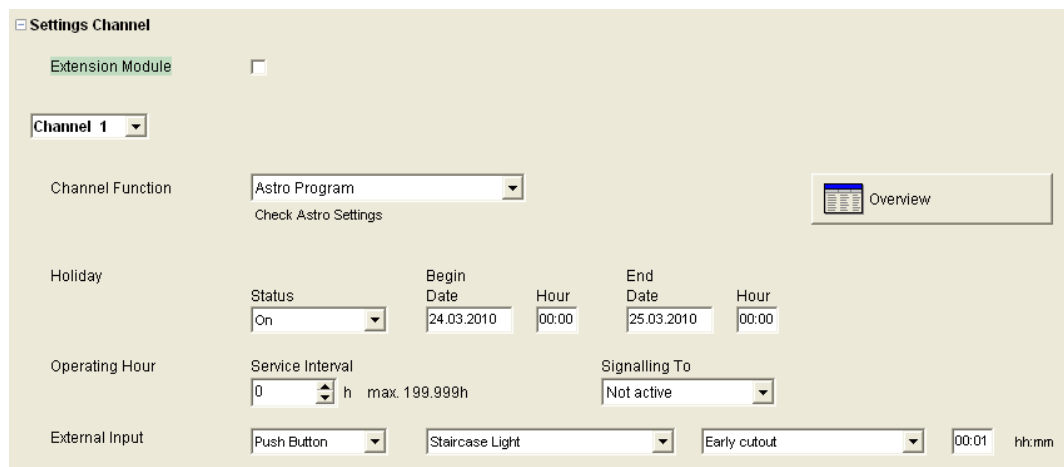 Settings Channel
Extension Module
Channel 1
Channel Function
Astro Program
Overview
Check Astro Settings
Holiday
Begin
End
Status
Date
Hour
Date
Hour
On
24.03.2010
00:00
25.03.2010
00:00
Operating Hour
Service Interval
Signalling To
0
h max. 199.999h
Not active
External Input
Push Button
Staircase Light
Early cutout
00:01
hh:mm